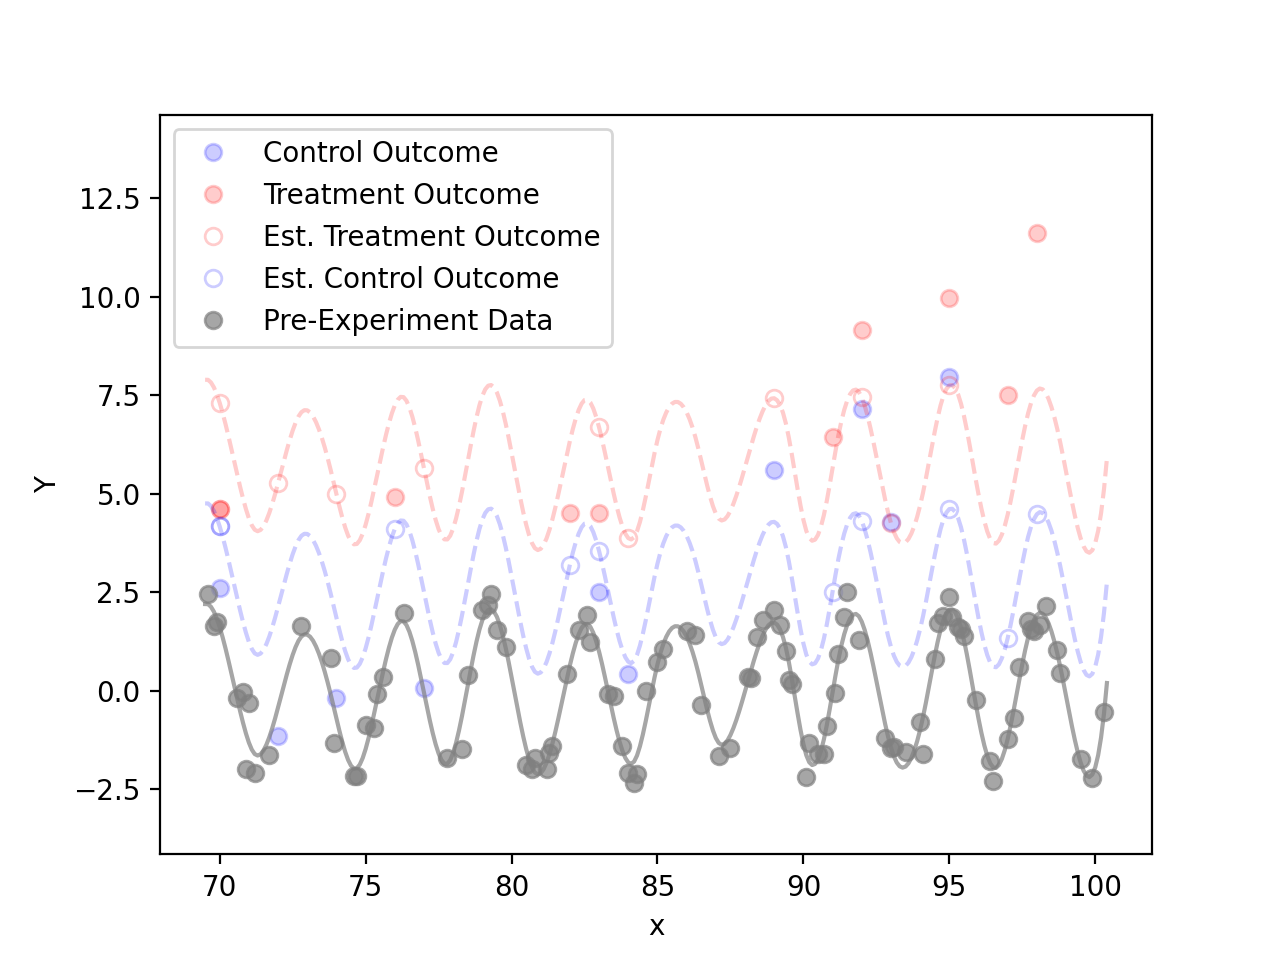 Control Outcome
Treatment Outcome
Est. Treatment Outcome
Est. Control Outcome
Pre-Experiment Data
12.5
10.0
7.5
5.0
2.5
0.0
−2.5
Y
70 75 80 85 90 95 100
x